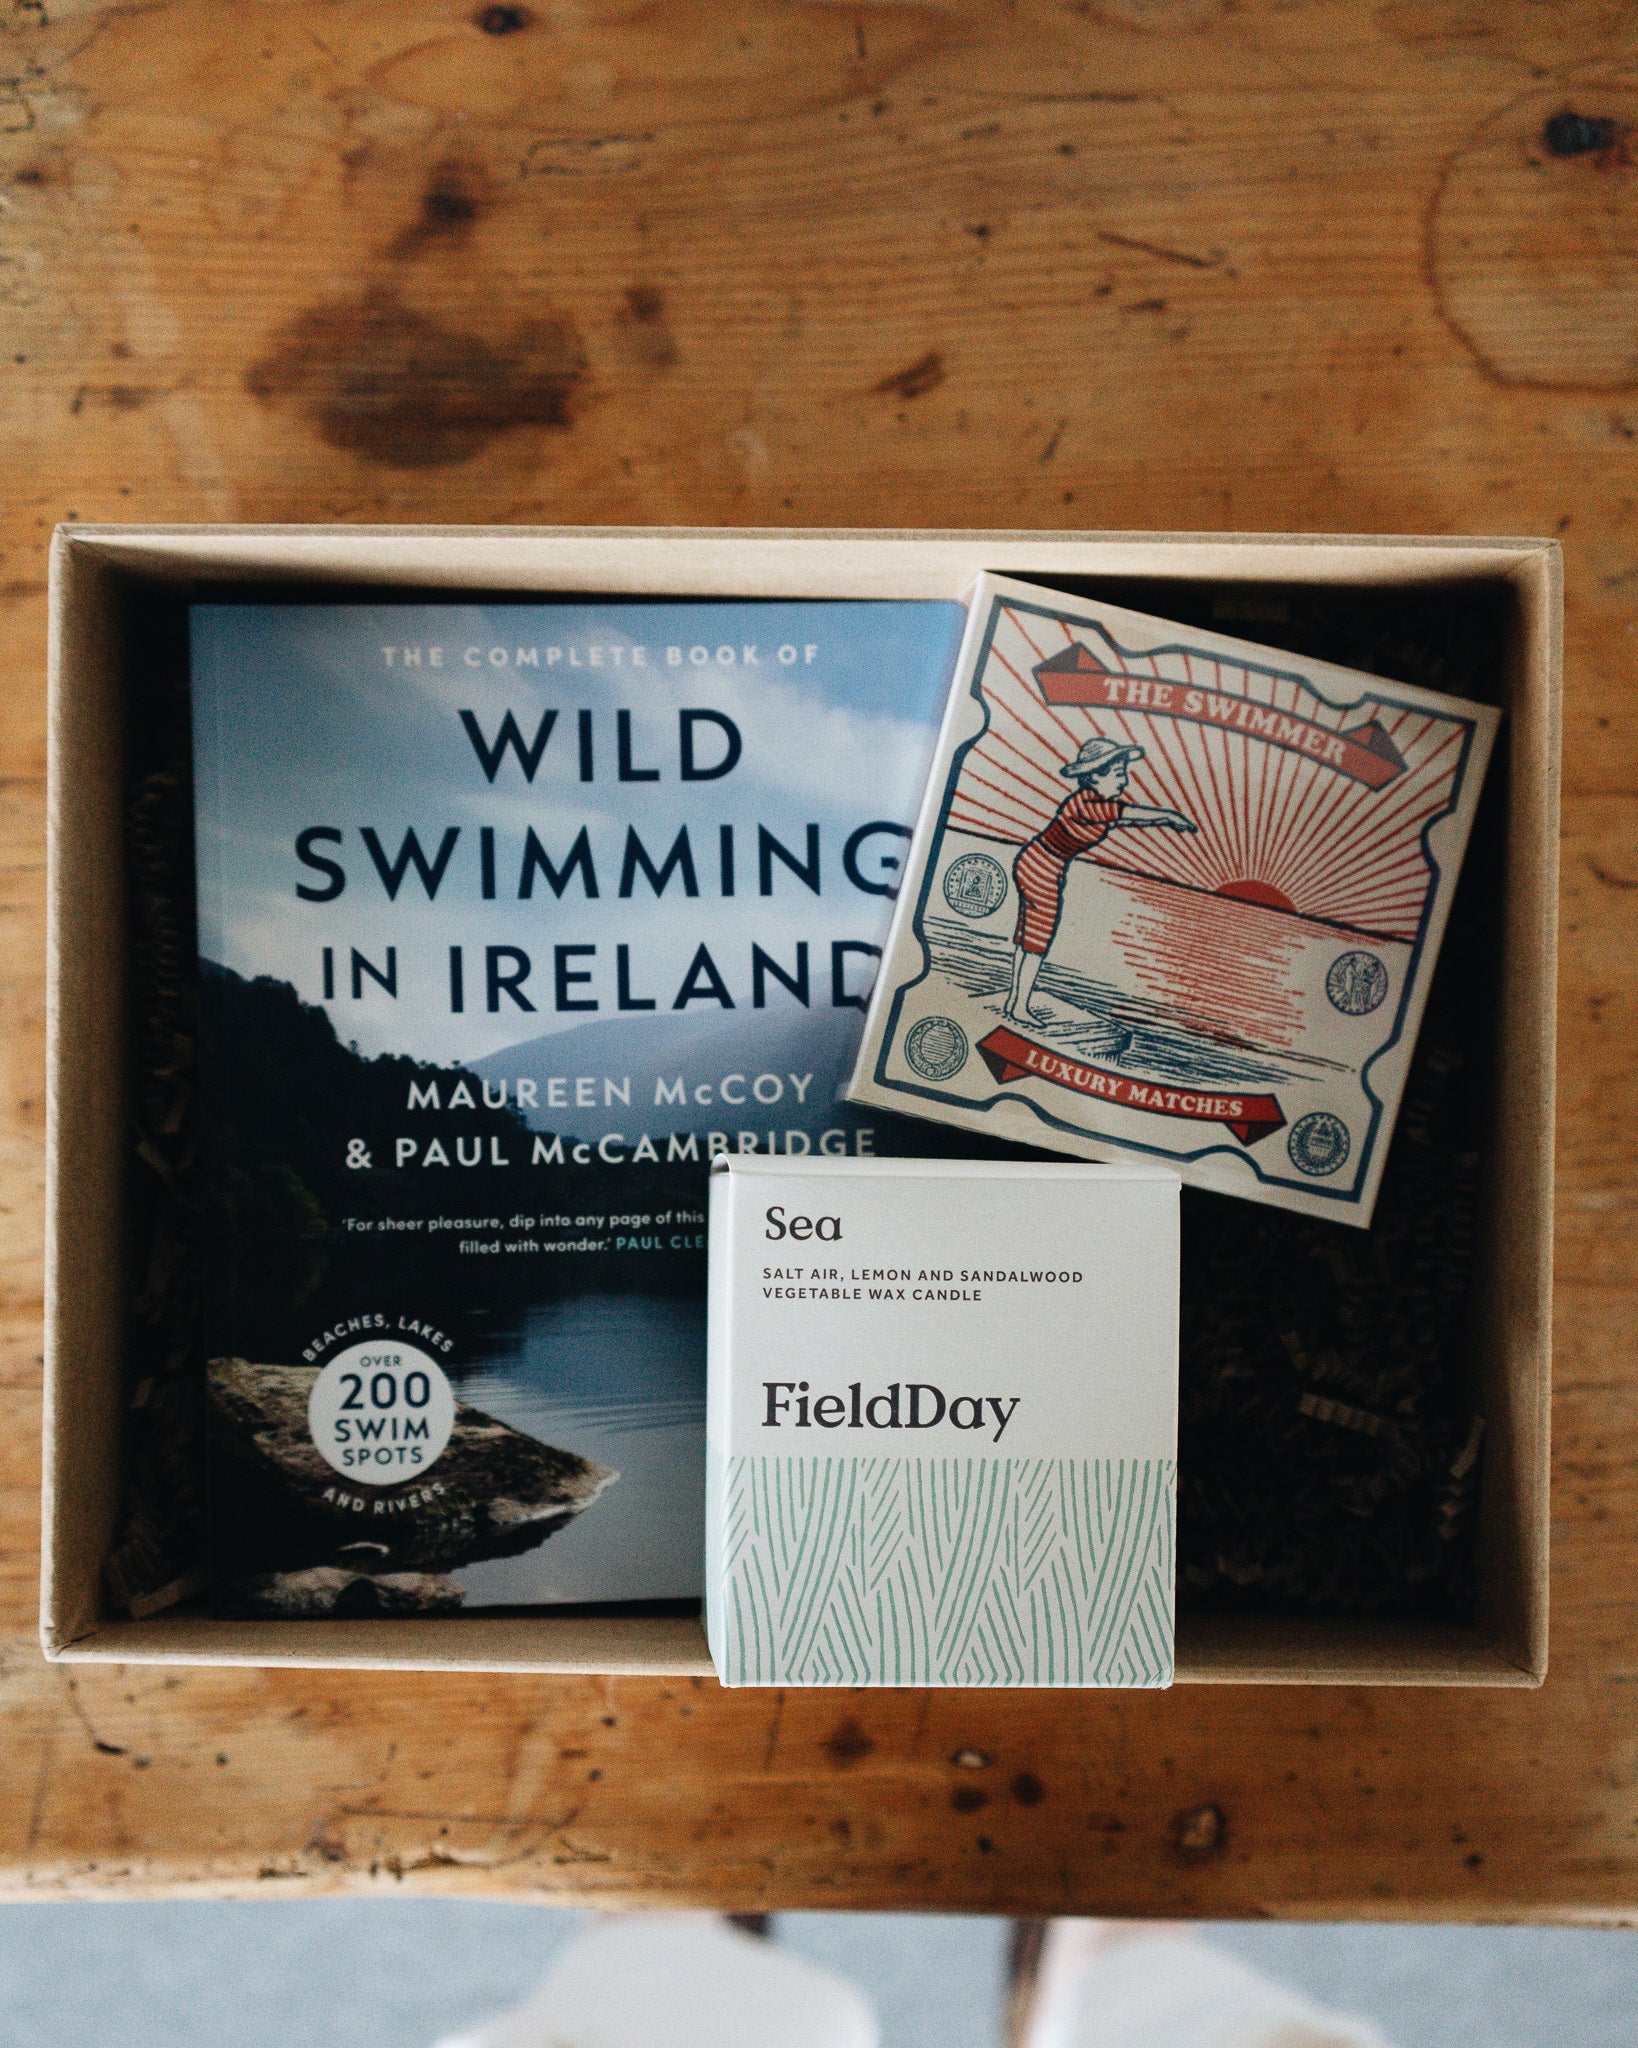 THE COMPLETE BOOK OF
WILD
SWIMMING
IN IRELAND
MAUREEN McCOY
& PAUL McCAMBRIDGE
'For sheer pleasure, dip into any page of this
filled with wonder.' PAUL
BEACHES, LAKES
OVER
200
SWIM
SPOTS
AND RIVERS
THE SWIMMER
LUXURY MATCHES
Sea
SALT AIR, LEMON AND SANDALWOOD
VEGETABLE WAX CANDLE
FieldDay